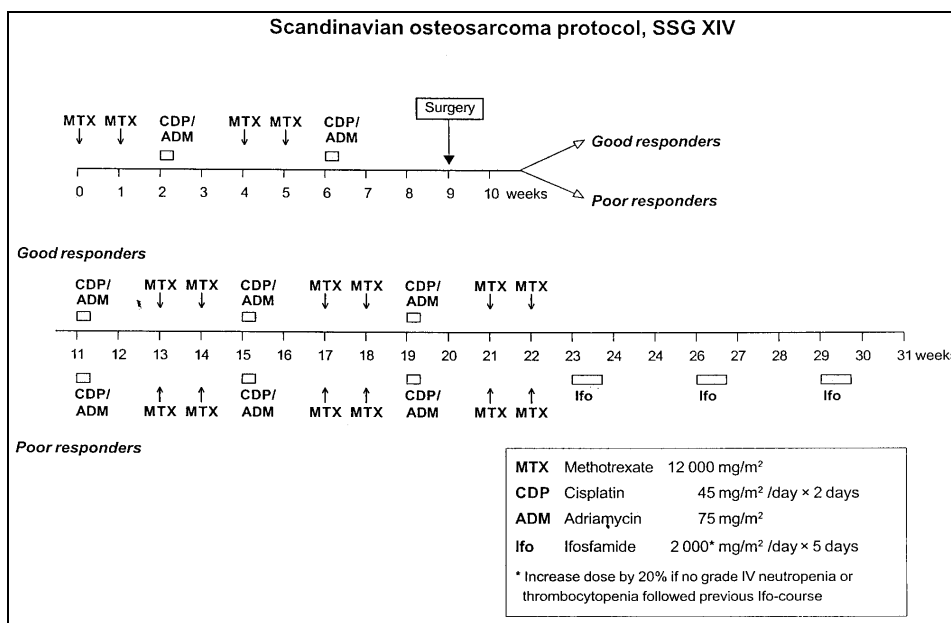 Scandinavian osteosarcoma protocol, SSG XIV
Surgery
MTX MTX CDP/ MTX MTX CDP/
ADM ADM
Good responders
0 1 2 3 4 5 6 7 8 9 10 weeks
Poor responders
Good responders
CDP/ MTX MTX CDP/ MTX MTX CDP/ MTX MTX
ADM ADM ADM
11 12 13 14 15 16 17 18 19 20 21 22 23 24 26 27 29 30 31 weeks
CDP/ MTX MTX CDP/ MTX MTX CDP/ MTX MTX Ifo Ifo Ifo
ADM ADM ADM
Poor responders
MTX Methotrexate 12 000 mg/m²
CDP Cisplatin 45 mg/m² /day × 2 days
ADM Adriamycin 75 mg/m²
Ifo Ifosfamide 2 000* mg/m² /day × 5 days
* Increase dose by 20% if no grade IV neutropenia or
thrombocytopenia followed previous Ifo-course